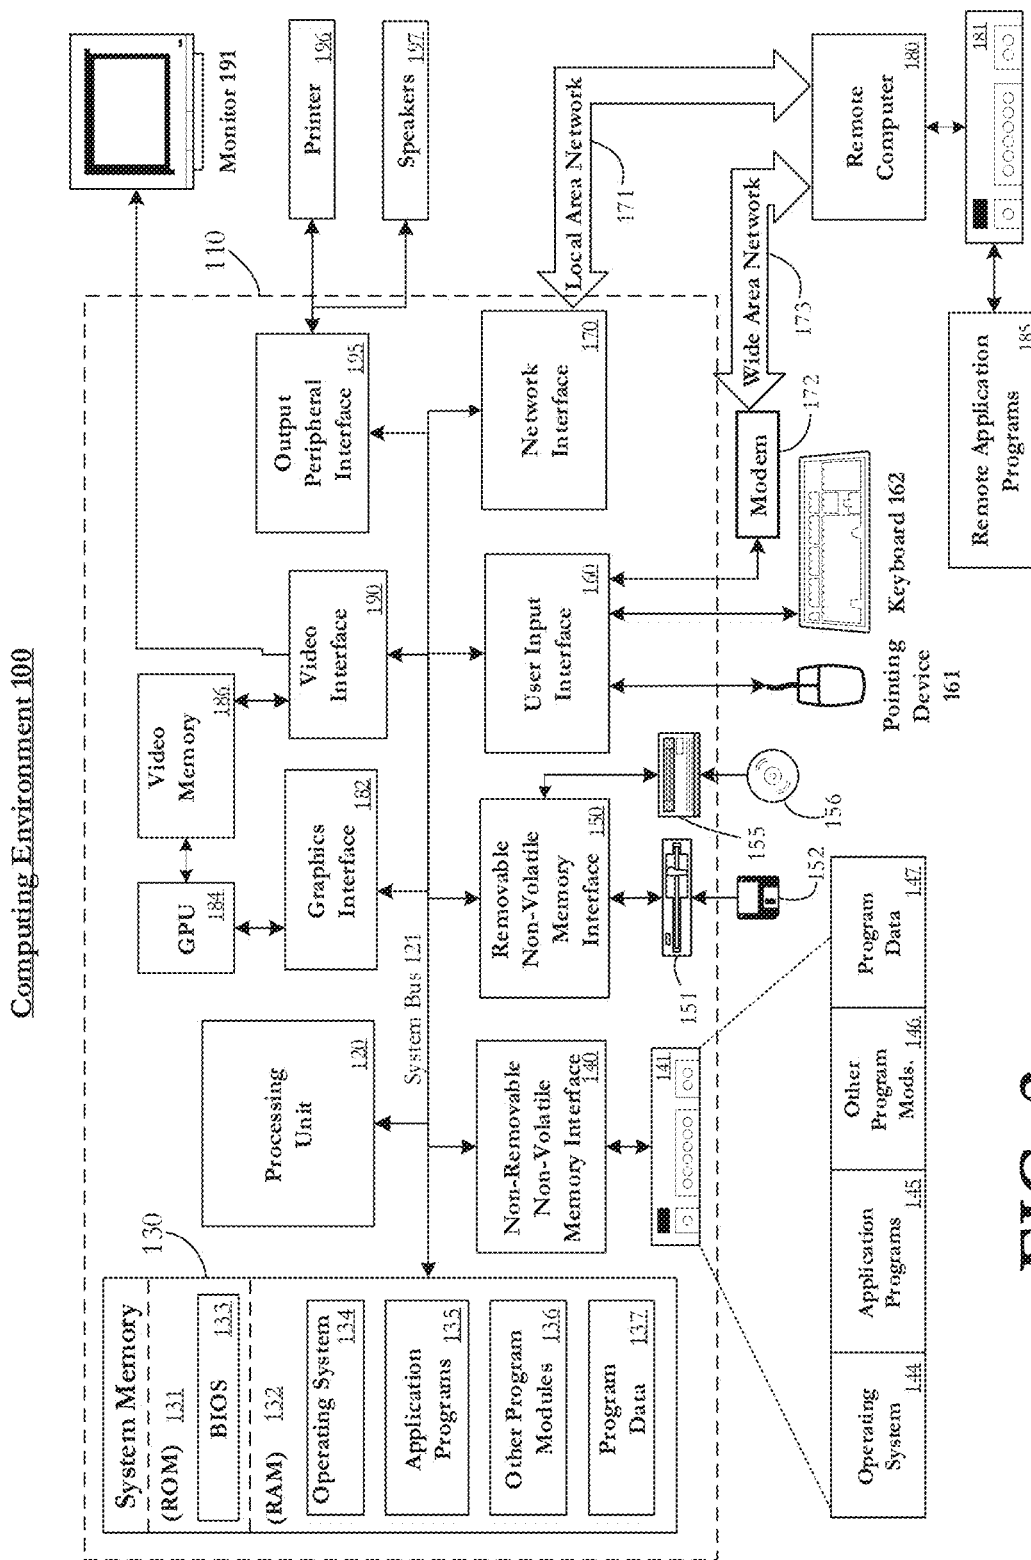 Computing Environment 100
System Memory
130
(ROM) 131
BIOS 133
(RAM) 132
Operating System 134
Application
Programs 135
Other Program
Modules 136
Program
Data 137
Processing
Unit
120
System Bus 121
GPU
184
Video
Memory 186
Graphics
Interface 182
Video
Interface 190
Output
Peripheral 195
Interface
110
Monitor 191
Printer 196
Speakers 197
Non-Removable
Non-Volatile
Memory Interface
140
Removable
Non-Volatile 150
Memory
Interface
User Input
Interface 160
Network
Interface 170
Local Area Network
171
Wide Area Network
173
Modem
172
141
151
152
155
156
Pointing
Device
161
Keyboard 162
Remote
Computer
180
181
Remote Application
Programs 185
Operating
System 144
Application
Programs 145
Other
Program
Mods. 146
Program
Data 147